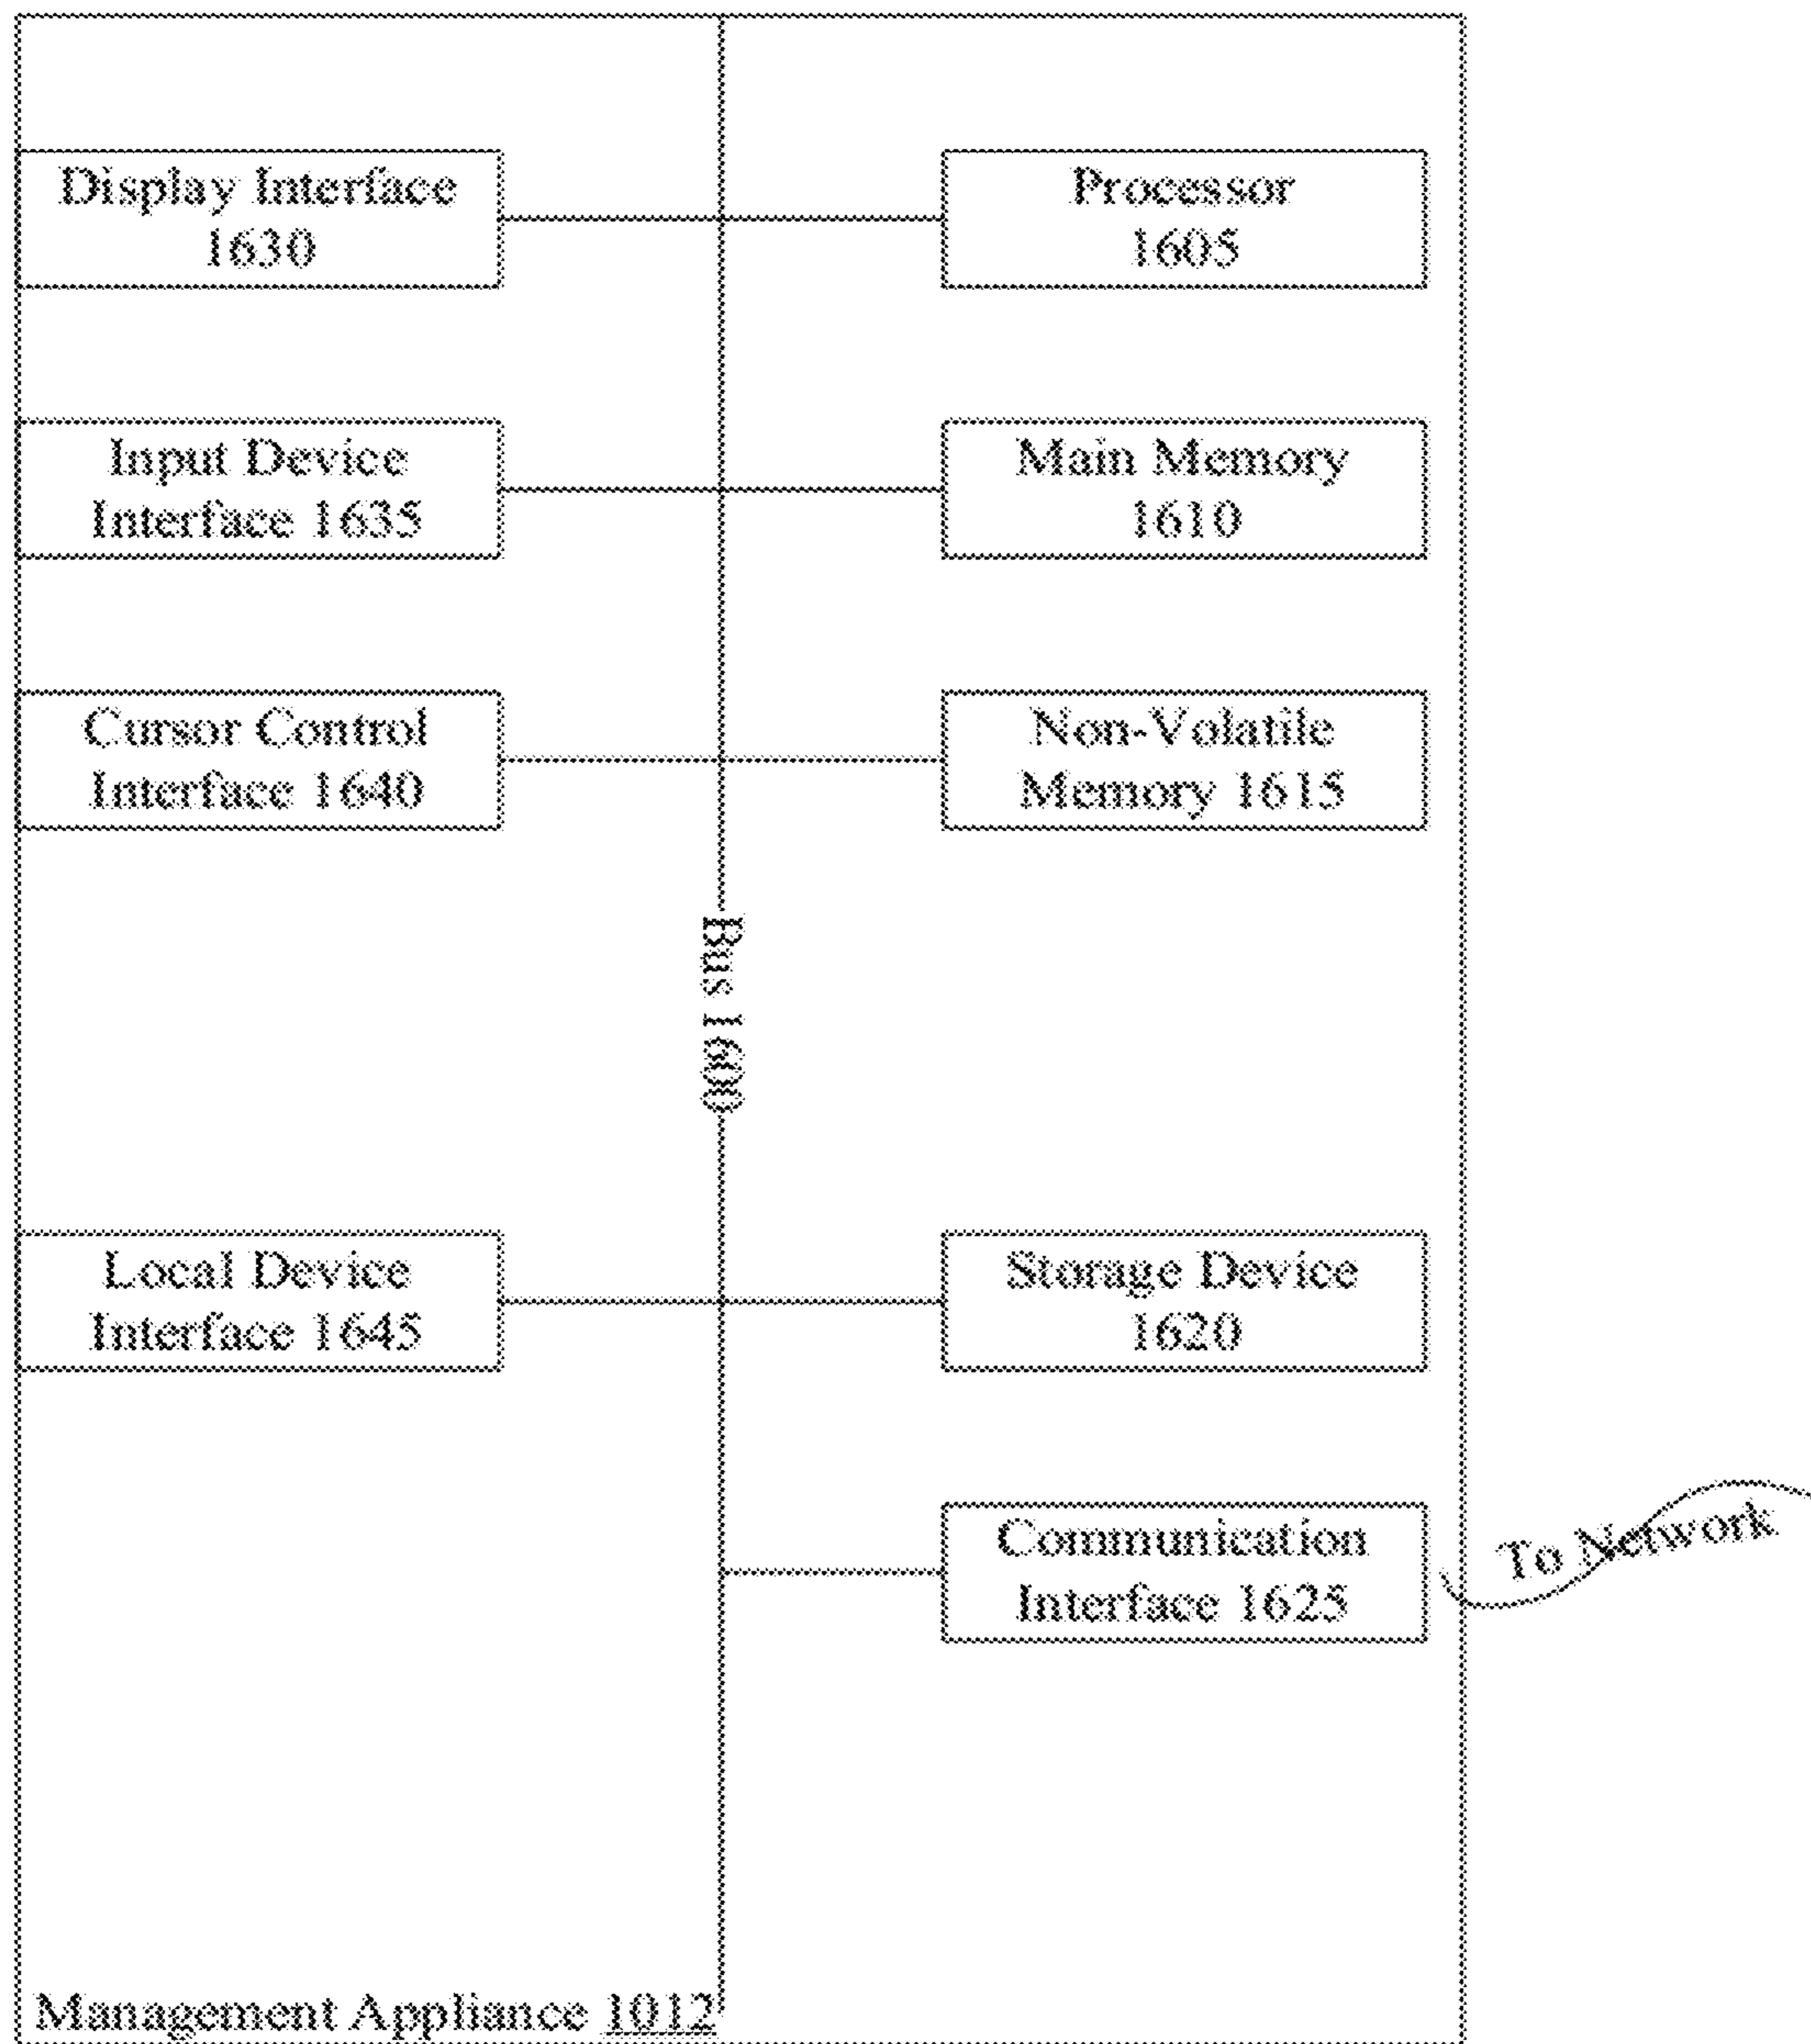 Display Interface
1630
Processor
1605
Input Device
Interface 1635
Main Memory
1610
Cursor Control
Interface 1640
Non-Volatile
Memory 1615
Bus 1600
Local Device
Interface 1645
Storage Device
1620
Communication
Interface 1625
To Network
Management Appliance 1012